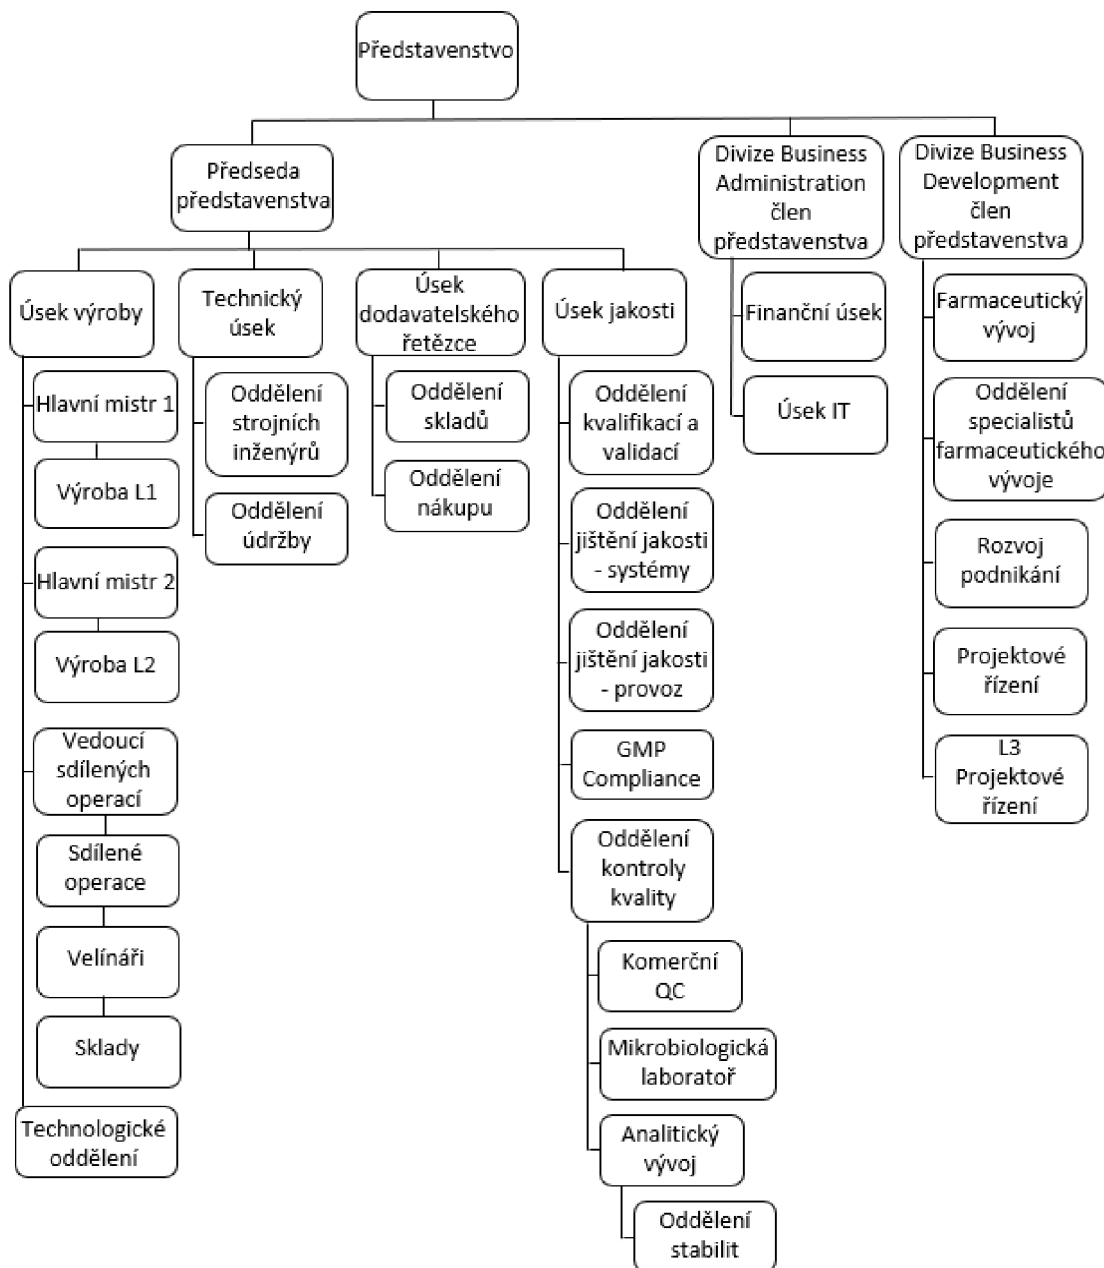 Představenstvo
Předseda
představenstva
Divize Business
Administration
člen
představenstva
Divize Business
Development
člen
představenstva
Úsek výroby
Technický
úsek
Úsek
dodavatelského
řetězce
Úsek jakosti
Hlavní mistr 1
Výroba L1
Hlavní mistr 2
Výroba L2
Vedoucí
sdílených
operací
Sdílené
operace
Velínáři
Sklady
Technologické
oddělení
Oddělení
strojních
inženýrů
Oddělení
údržby
Oddělení
skladů
Oddělení
nákupu
Oddělení
kvalifikací a
validací
Oddělení
jištění jakosti
- systémy
Oddělení
jištění jakosti
- provoz
GMP
Compliance
Oddělení
kontroly
kvality
Komerční
QC
Mikrobiologická
laboratoř
Analitický
vývoj
Oddělení
stabilit
Finanční úsek
Úsek IT
Farmaceutický
vývoj
Oddělení
specialistů
farmaceutického
vývoje
Rozvoj
podnikání
Projektové
řízení
L3
Projektové
řízení